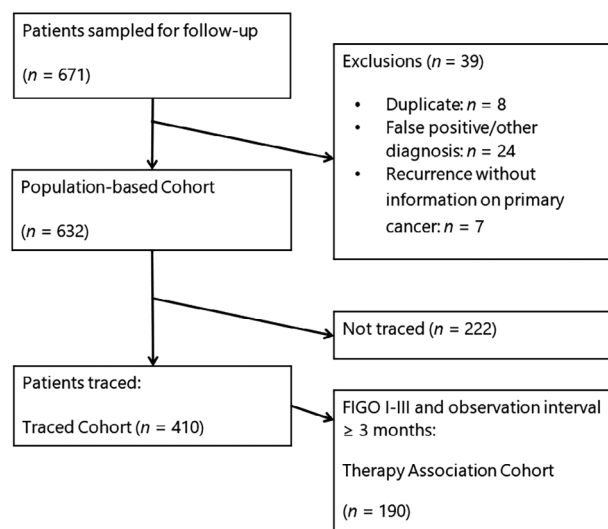 Patients sampled for follow-up
(n = 671)
Exclusions (n = 39)
• Duplicate: n = 8
• False positive/other
diagnosis: n = 24
• Recurrence without
information on primary
cancer: n = 7
Population-based Cohort
(n = 632)
Not traced (n = 222)
Patients traced:
Traced Cohort (n = 410)
FIGO I-III and observation interval
≥ 3 months:
Therapy Association Cohort
(n = 190)